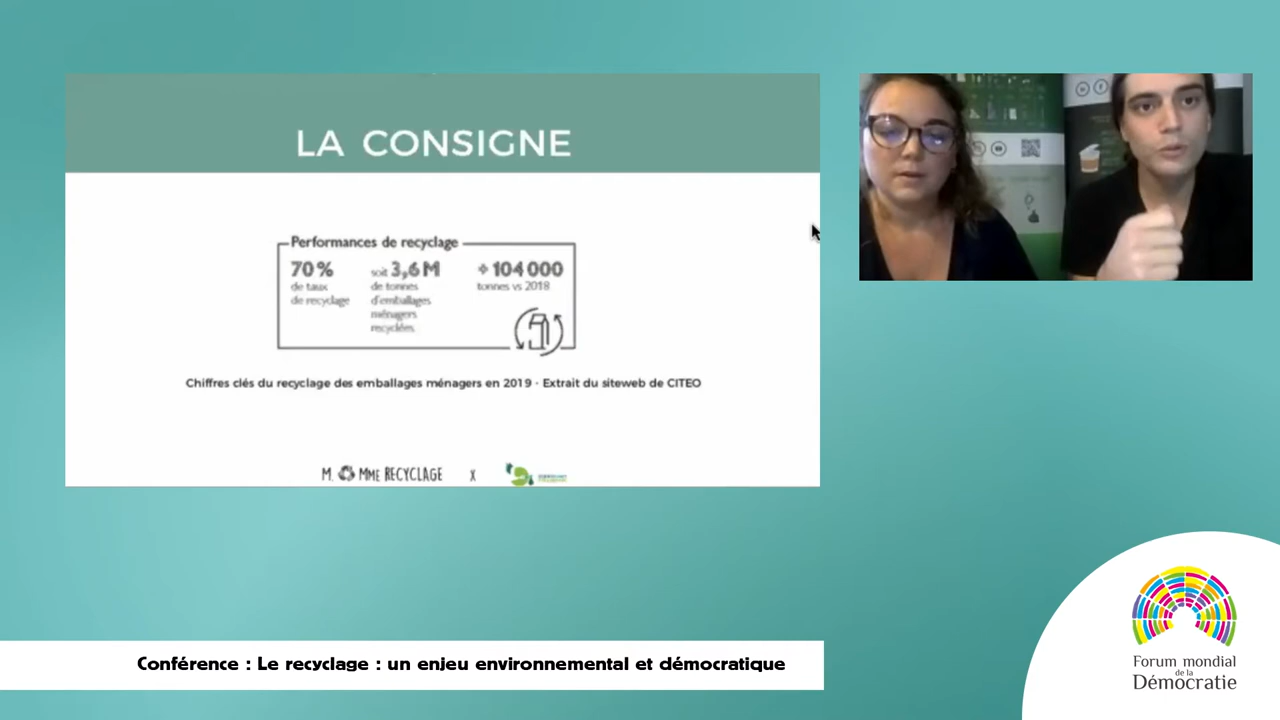 LA CONSIGNE
Performances de recyclage
70%
de taux
de recyclage
soit 3,6 M
de tonnes
d'emballages
ménagers
recyclées
+ 104 000
tonnes vs 2018
Chiffres clés du recyclage des emballages ménagers en 2019 · Extrait du siteweb de CITEO
M. MME RECYCLAGE X
Conférence : Le recyclage : un enjeu environnemental et démocratique
Forum mondial
de la
Démocratie